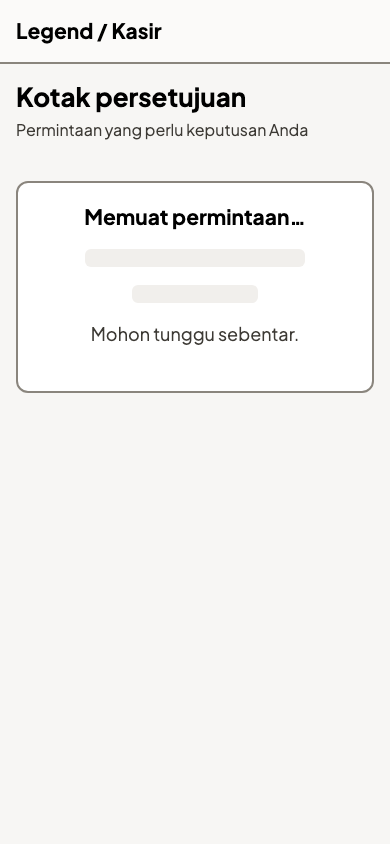 Legend / Kasir
Kotak persetujuan
Permintaan yang perlu keputusan Anda
Memuat permintaan…
Mohon tunggu sebentar.